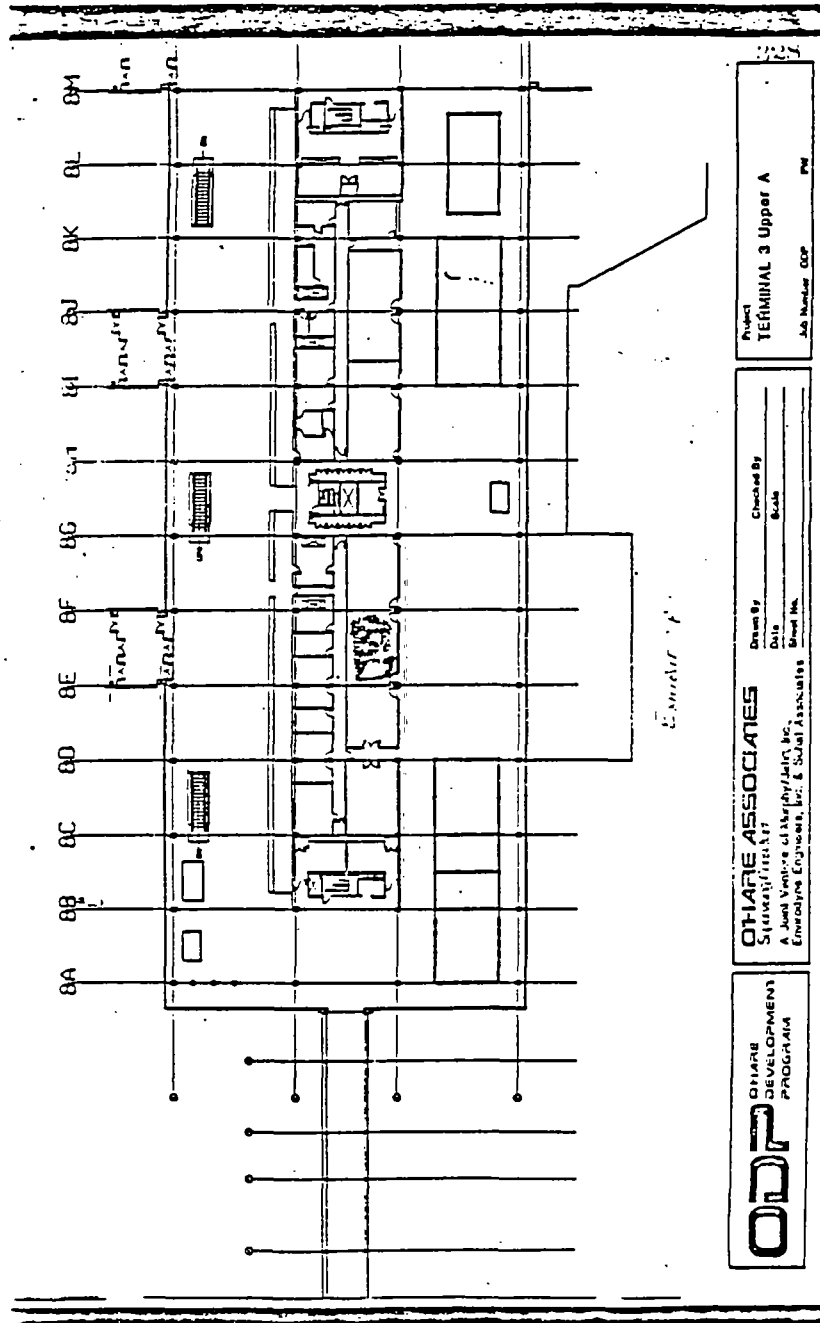 8M
8L
8K
8J
8H
8G
8F
8E
8D
8C
8B
8A
Project
TERMINAL 3 Upper A
Job Number ODP
PW
OHARE ASSOCIATES
A Joint Venture of Murphy/Jahn, Inc.,
Envirodyne Engineers, Inc. & Schal Associates
Drawn By
Checked By
Date
Scale
Sheet No.
ODP
OHARE
DEVELOPMENT
PROGRAM